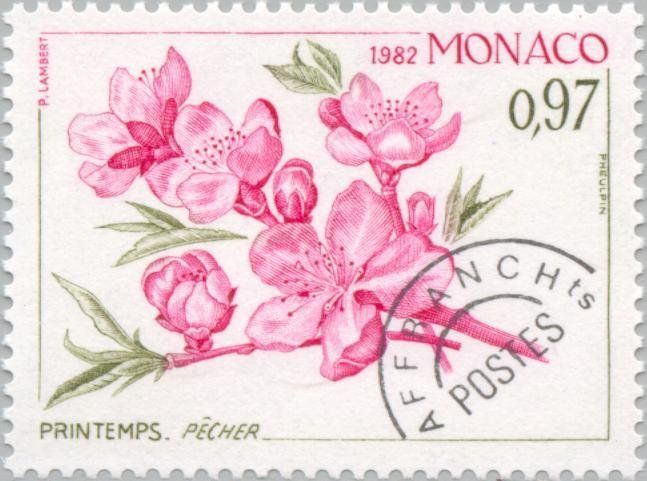 P. LAMBERT
1982 MONACO
0,97
PHEULPIN
AFFRANCHts
POSTES
PRINTEMPS. PÊCHER